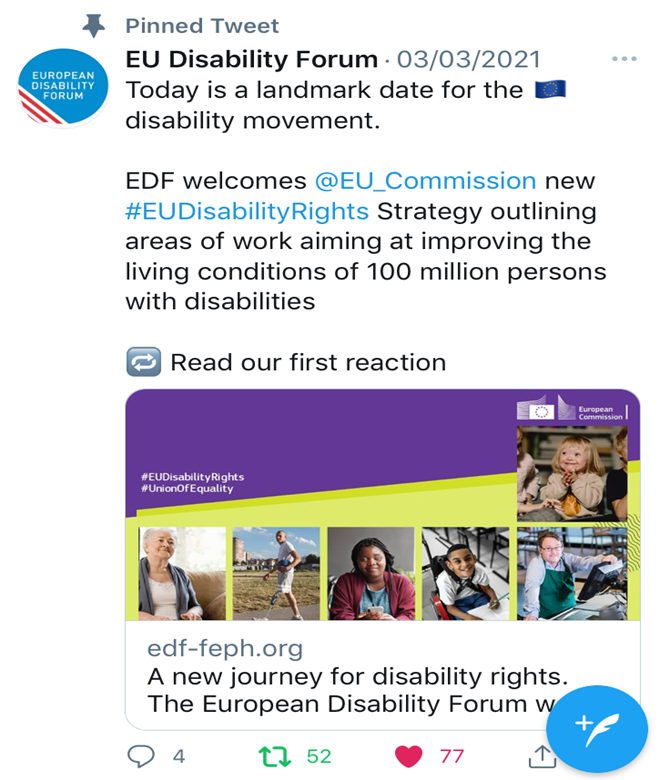 Pinned Tweet
EU Disability Forum · 03/03/2021
EUROPEAN
DISABILITY
FORUM
Today is a landmark date for the 🇪🇺
disability movement.
EDF welcomes @EU_Commission new
#EUDisabilityRights Strategy outlining
areas of work aiming at improving the
living conditions of 100 million persons
with disabilities
🔁 Read our first reaction
European
Commission
#EUDisabilityRights
#UnionOfEquality
edf-feph.org
A new journey for disability rights.
The European Disability Forum w
4 52 77